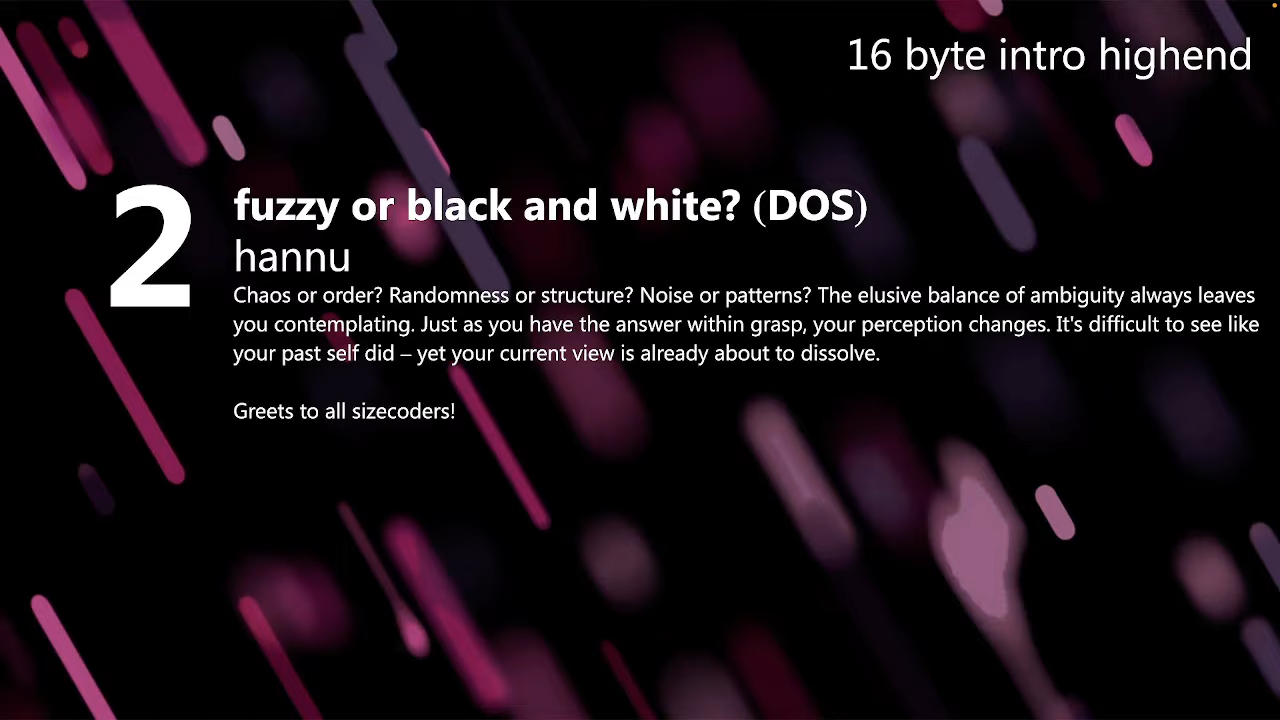 16 byte intro highend
2
fuzzy or black and white? (DOS)
hannu
Chaos or order? Randomness or structure? Noise or patterns? The elusive balance of ambiguity always leaves
you contemplating. Just as you have the answer within grasp, your perception changes. It's difficult to see like
your past self did – yet your current view is already about to dissolve.
Greets to all sizecoders!